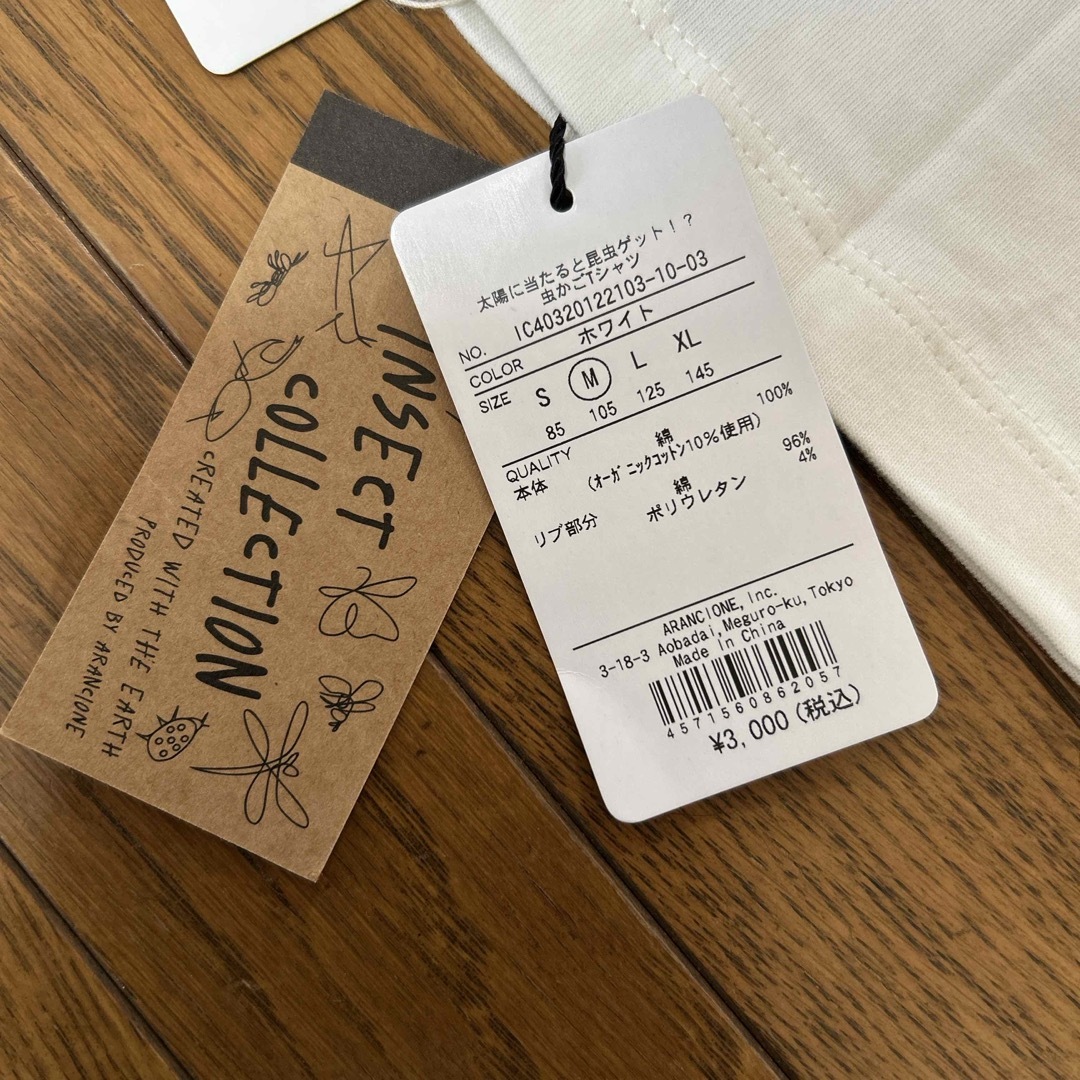 INSEcT
cOLLEcTION
cREATED WITH THE EARTH
PRODUcED BY ARANcIONE
太陽に当たると昆虫ゲット！？
虫かごTシャツ
NO. IC40320122103-10-03
COLOR ホワイト
SIZE S M L XL
85 105 125 145
QUALITY 綿 100%
本体 (オーガニックコットン10%使用)
綿 96%
リブ部分 ポリウレタン 4%
ARANCIONE, Inc.
3-18-3 Aobadai, Meguro-ku, Tokyo
Made In China
4571560862057
¥3,000 (税込)